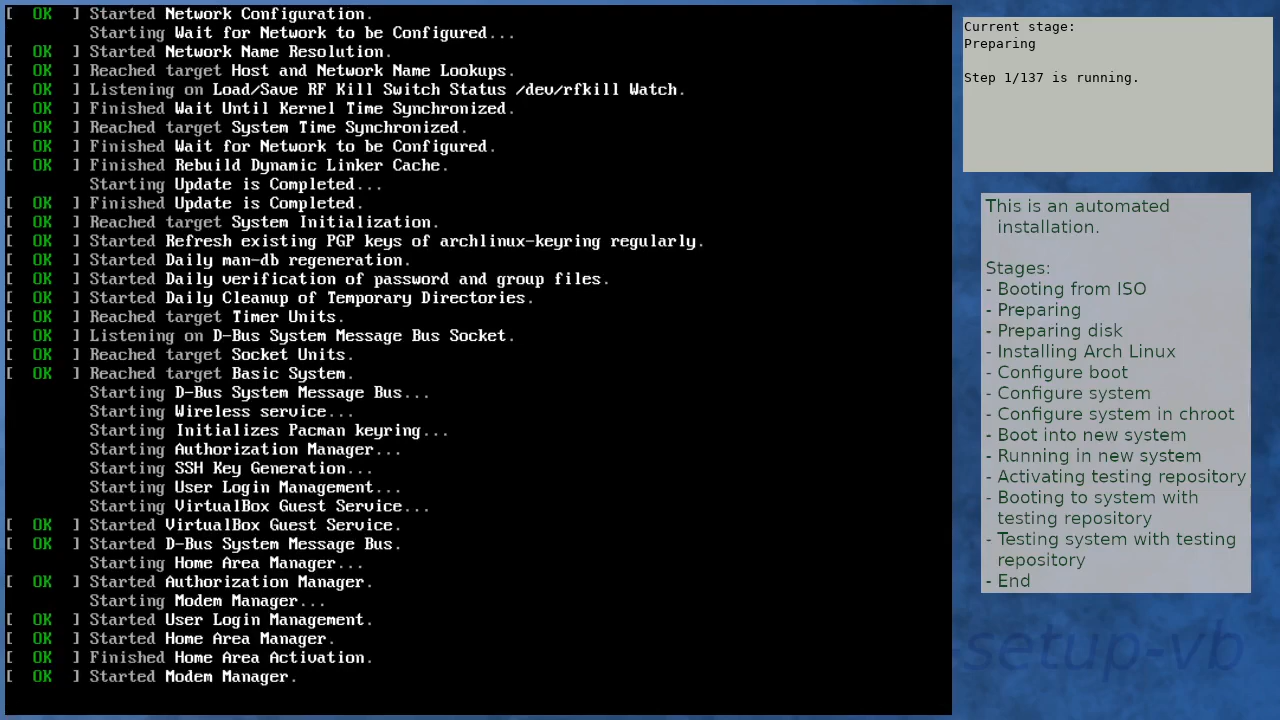 [  OK  ] Started Network Configuration.
Starting Wait for Network to be Configured...
[  OK  ] Started Network Name Resolution.
[  OK  ] Reached target Host and Network Name Lookups.
[  OK  ] Listening on Load/Save RF Kill Switch Status /dev/rfkill Watch.
[  OK  ] Finished Wait Until Kernel Time Synchronized.
[  OK  ] Reached target System Time Synchronized.
[  OK  ] Finished Wait for Network to be Configured.
[  OK  ] Finished Rebuild Dynamic Linker Cache.
Starting Update is Completed...
[  OK  ] Finished Update is Completed.
[  OK  ] Reached target System Initialization.
[  OK  ] Started Refresh existing PGP keys of archlinux-keyring regularly.
[  OK  ] Started Daily man-db regeneration.
[  OK  ] Started Daily verification of password and group files.
[  OK  ] Started Daily Cleanup of Temporary Directories.
[  OK  ] Reached target Timer Units.
[  OK  ] Listening on D-Bus System Message Bus Socket.
[  OK  ] Reached target Socket Units.
[  OK  ] Reached target Basic System.
Starting D-Bus System Message Bus...
Starting Wireless service...
Starting Initializes Pacman keyring...
Starting Authorization Manager...
Starting SSH Key Generation...
Starting User Login Management...
Starting VirtualBox Guest Service...
[  OK  ] Started VirtualBox Guest Service.
[  OK  ] Started D-Bus System Message Bus.
Starting Home Area Manager...
[  OK  ] Started Authorization Manager.
Starting Modem Manager...
[  OK  ] Started User Login Management.
[  OK  ] Started Home Area Manager.
[  OK  ] Finished Home Area Activation.
[  OK  ] Started Modem Manager.
Current stage:
Preparing
Step 1/137 is running.
This is an automated
installation.
Stages:
- Booting from ISO
- Preparing
- Preparing disk
- Installing Arch Linux
- Configure boot
- Configure system
- Configure system in chroot
- Boot into new system
- Running in new system
- Activating testing repository
- Booting to system with
testing repository
- Testing system with testing
repository
- End
-setup-vb